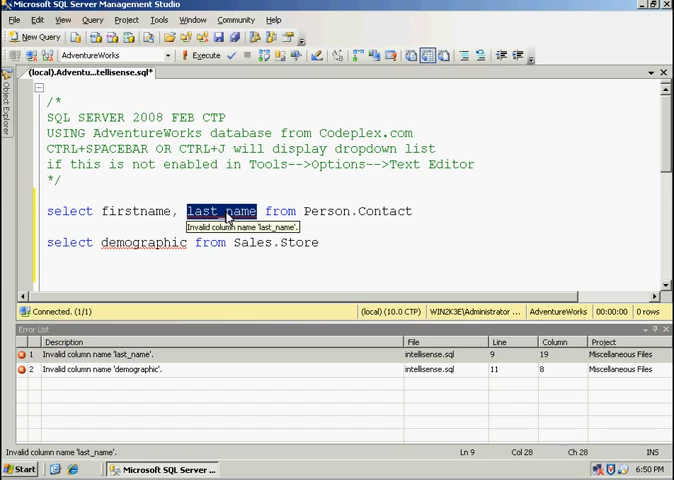 Microsoft SQL Server Management Studio
File Edit View Query Project Tools Window Community Help
New Query
AdventureWorks Execute
(local).Adventu...tellisense.sql*
Object Explorer
/*
SQL SERVER 2008 FEB CTP
USING AdventureWorks database from Codeplex.com
CTRL+SPACEBAR OR CTRL+J will display dropdown list
if this is not enabled in Tools-->Options-->Text Editor
*/
select firstname, last_name from Person.Contact
Invalid column name 'last_name'.
select demographic from Sales.Store
Connected. (1/1) (local) (10.0 CTP) WIN2K3E\Administrator ... AdventureWorks 00:00:00 0 rows
Error List
Description File Line Column Project
1 Invalid column name 'last_name'. intellisense.sql 9 19 Miscellaneous Files
2 Invalid column name 'demographic'. intellisense.sql 11 8 Miscellaneous Files
Invalid column name 'last_name'. Ln 9 Col 28 Ch 28 INS
Start Microsoft SQL Server ... 6:50 PM